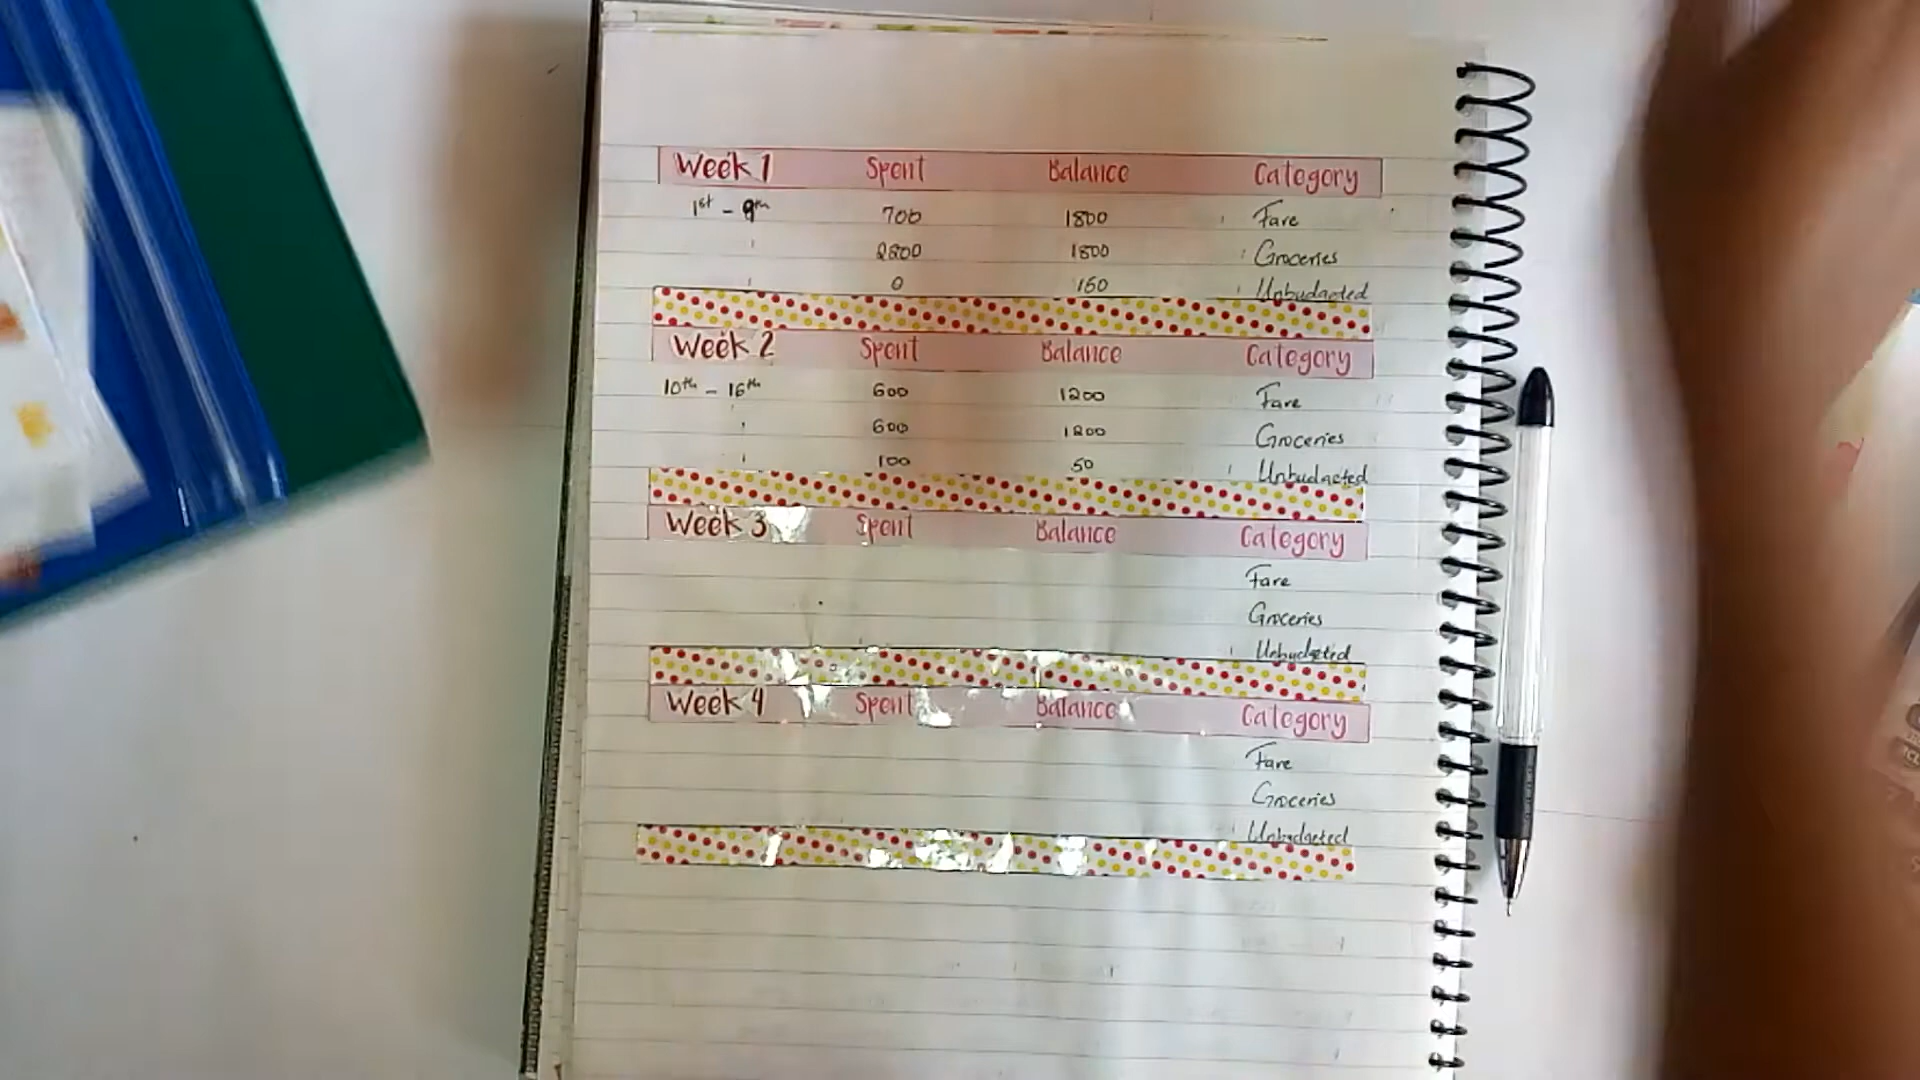 Week 1 Spent Balance Category
1st - 9th 700 1800 Fare
2800 1800 Groceries
0 150 Unbudgeted
Week 2 Spent Balance Category
10th - 16th 600 1200 Fare
600 1200 Groceries
100 50 Unbudgeted
Week 3 Spent Balance Category
Fare
Groceries
Unbudgeted
Week 4 Spent Balance Category
Fare
Groceries
Unbudgeted